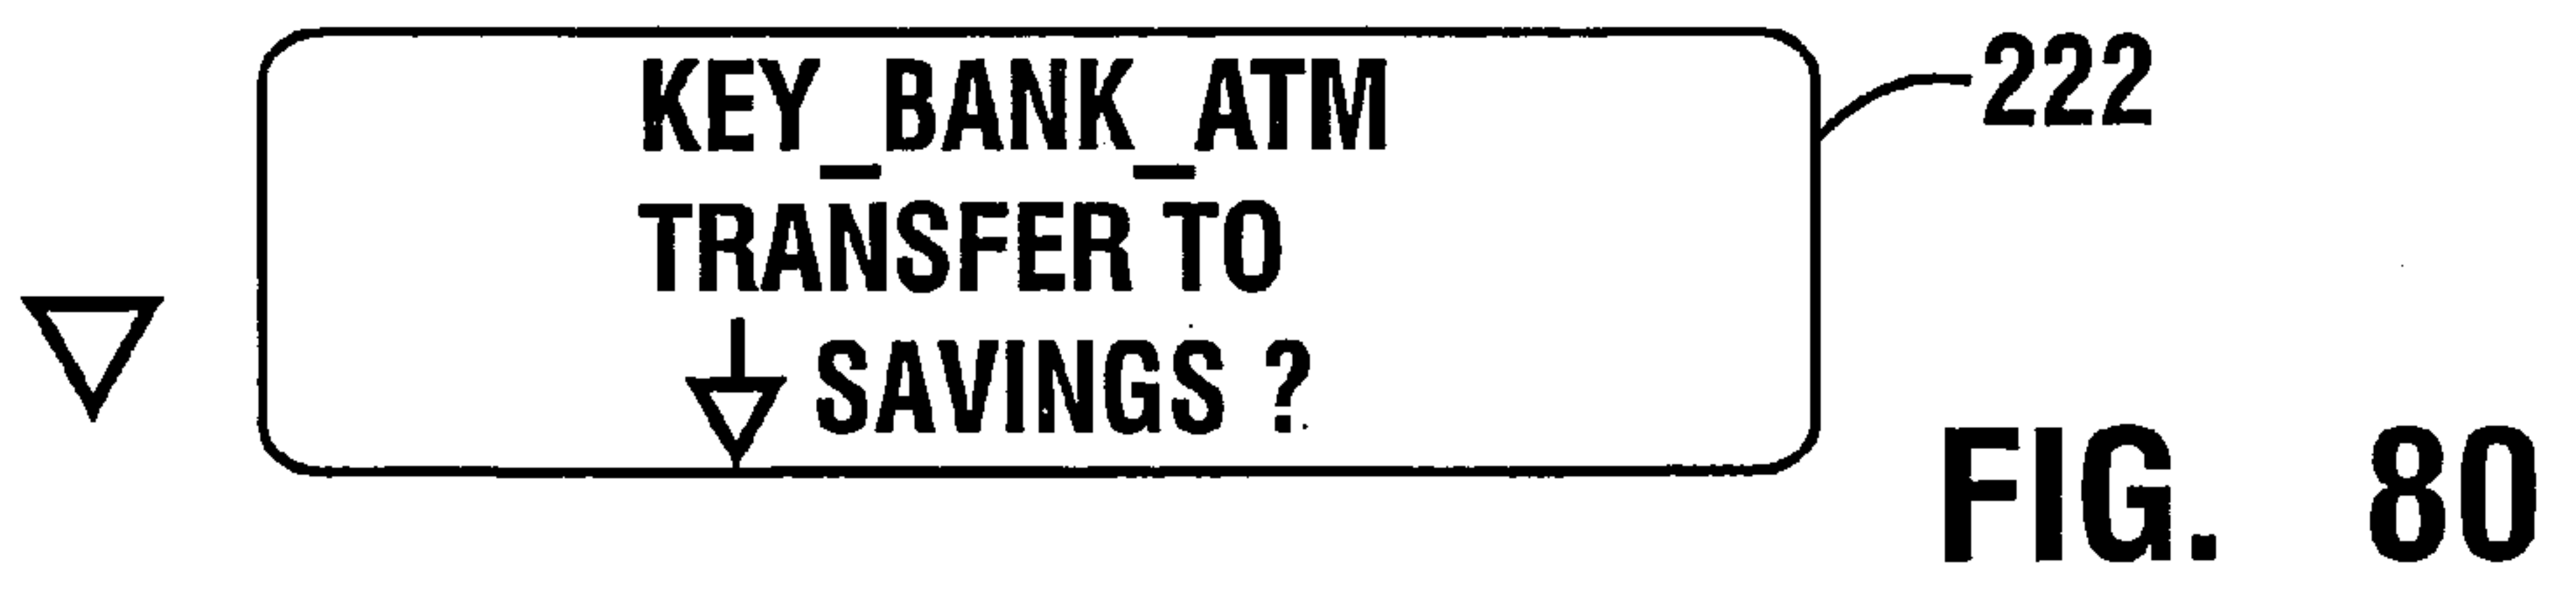 KEY_BANK_ATM
222
TRANSFER TO
SAVINGS ?
FIG. 80